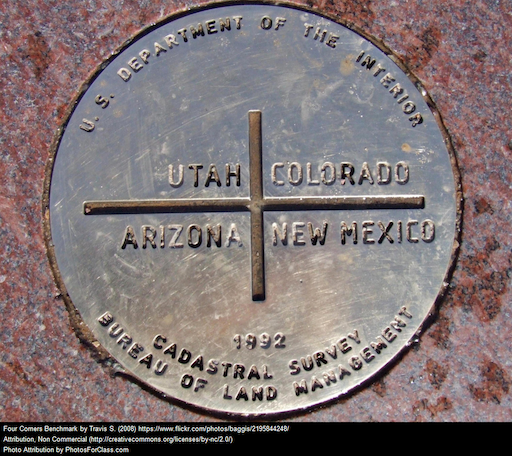 U.S. DEPARTMENT OF THE INTERIOR
UTAH COLORADO
ARIZONA NEW MEXICO
1992
CADASTRAL SURVEY
BUREAU OF LAND MANAGEMENT
Four Corners Benchmark by Travis S. (2008) https://www.flickr.com/photos/baggis/2195844248/
Attribution, Non Commercial (http://creativecommons.org/licenses/by-nc/2.0/)
Photo Attribution by PhotosForClass.com